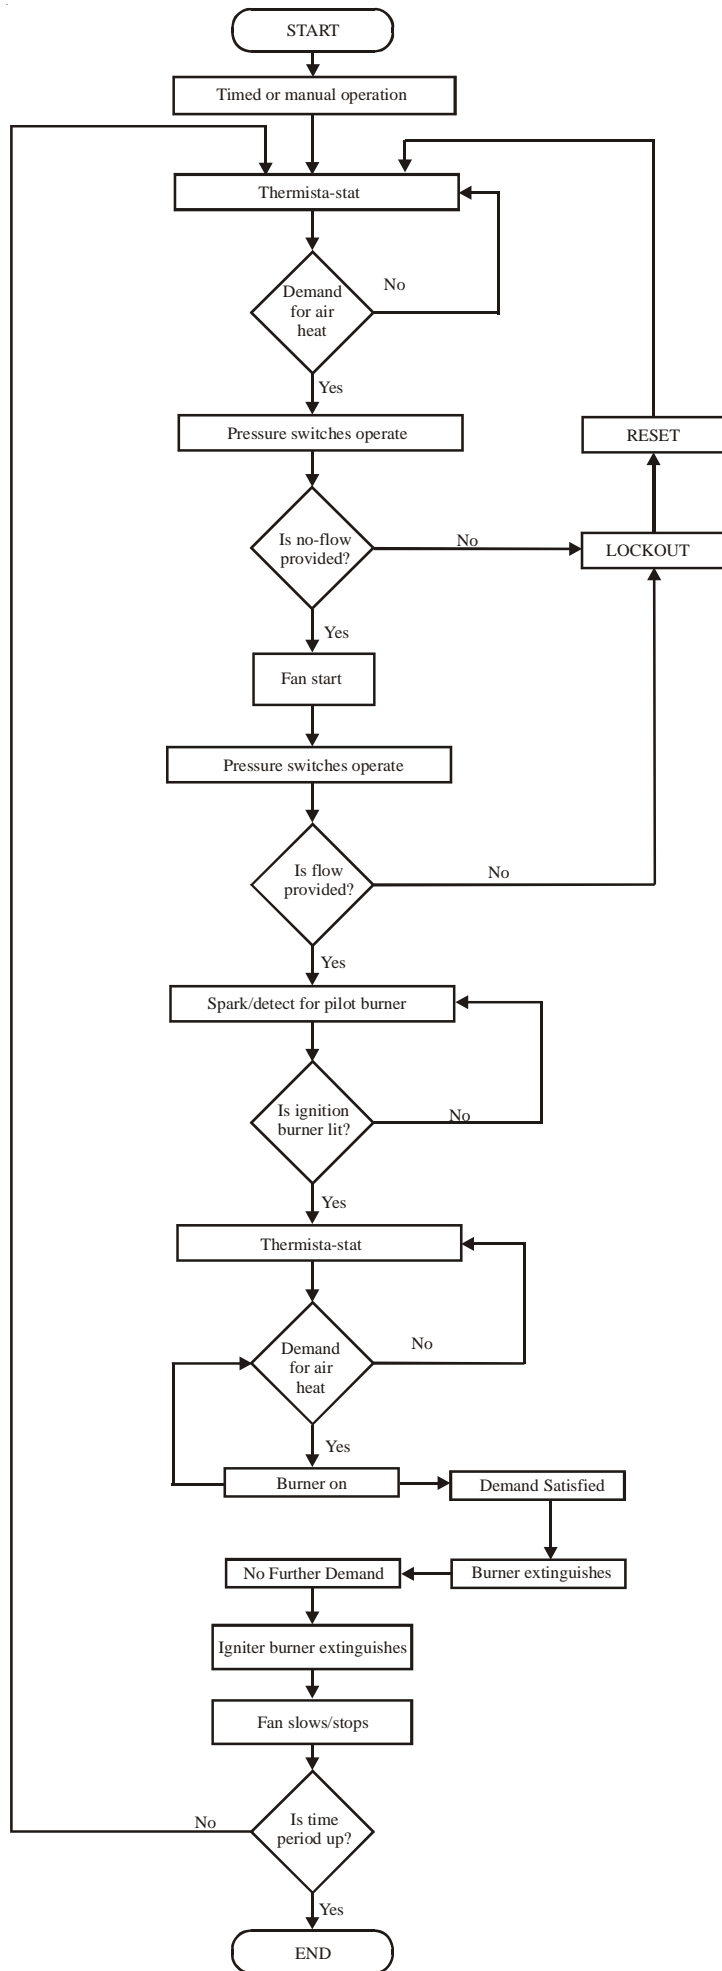 START
Timed or manual operation
Thermista-stat
Demand
for air
heat
No
Yes
Pressure switches operate
RESET
Is no-flow
provided?
No
LOCKOUT
Yes
Fan start
Pressure switches operate
Is flow
provided?
No
Yes
Spark/detect for pilot burner
Is ignition
burner lit?
No
Yes
Thermista-stat
Demand
for air
heat
No
Yes
Burner on
Demand Satisfied
Burner extinguishes
No Further Demand
Igniter burner extinguishes
Fan slows/stops
Is time
period up?
No
Yes
END